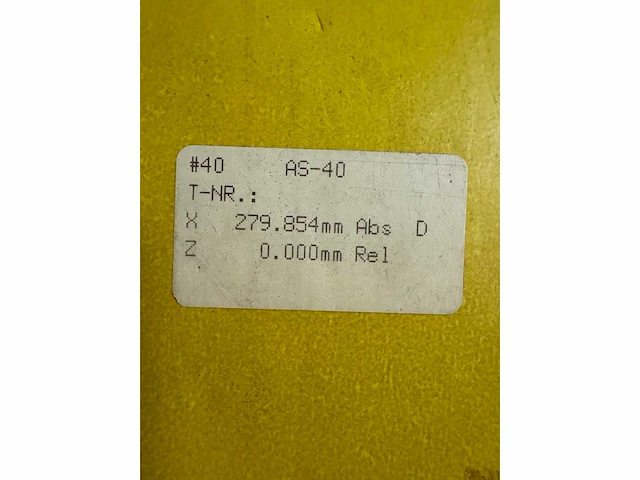 #40 AS-40
T-NR.:
X 279.854mm Abs D
Z 0.000mm Rel